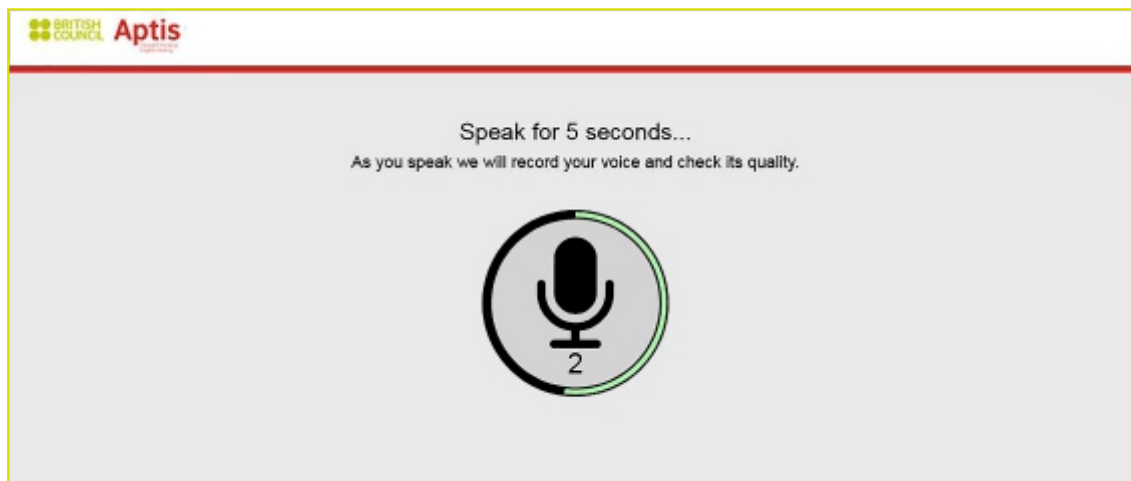 BRITISH
COUNCIL
Aptis
Speak for 5 seconds...
As you speak we will record your voice and check its quality.
2